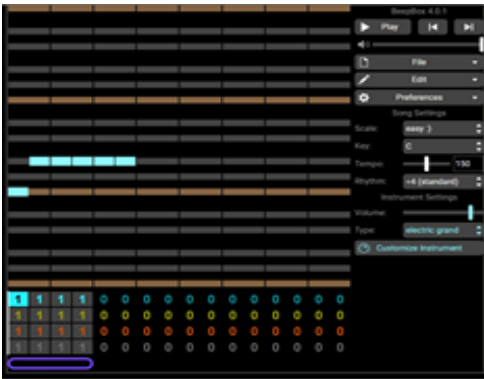 BeepBox 4.0.1
Play
File
Edit
Preferences
Song Settings
Scale: easy :)
Key: C
Tempo: 150
Rhythm: ÷4 (standard)
Instrument Settings
Volume:
Type: electric grand
Customize Instrument
1 1 1 1 0 0 0 0 0 0 0 0 0 0 0 0
1 1 1 1 0 0 0 0 0 0 0 0 0 0 0 0
1 1 1 1 0 0 0 0 0 0 0 0 0 0 0 0
1 1 1 1 0 0 0 0 0 0 0 0 0 0 0 0